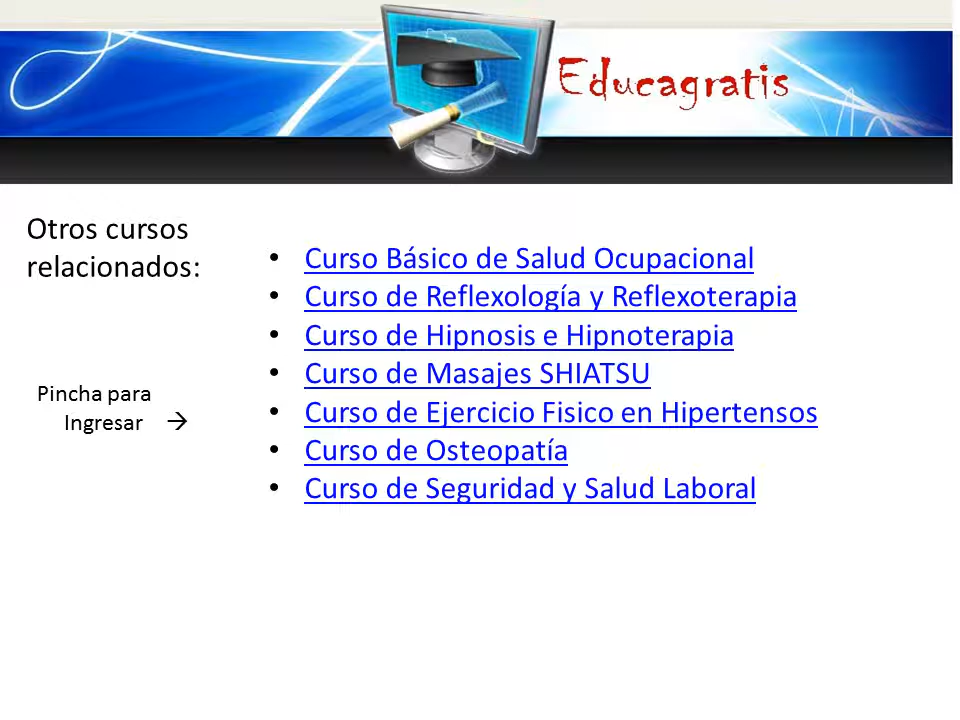 Educagratis
Otros cursos
relacionados:
• Curso Básico de Salud Ocupacional
• Curso de Reflexología y Reflexoterapia
• Curso de Hipnosis e Hipnoterapia
• Curso de Masajes SHIATSU
• Curso de Ejercicio Fisico en Hipertensos
• Curso de Osteopatía
• Curso de Seguridad y Salud Laboral
Pincha para
Ingresar →